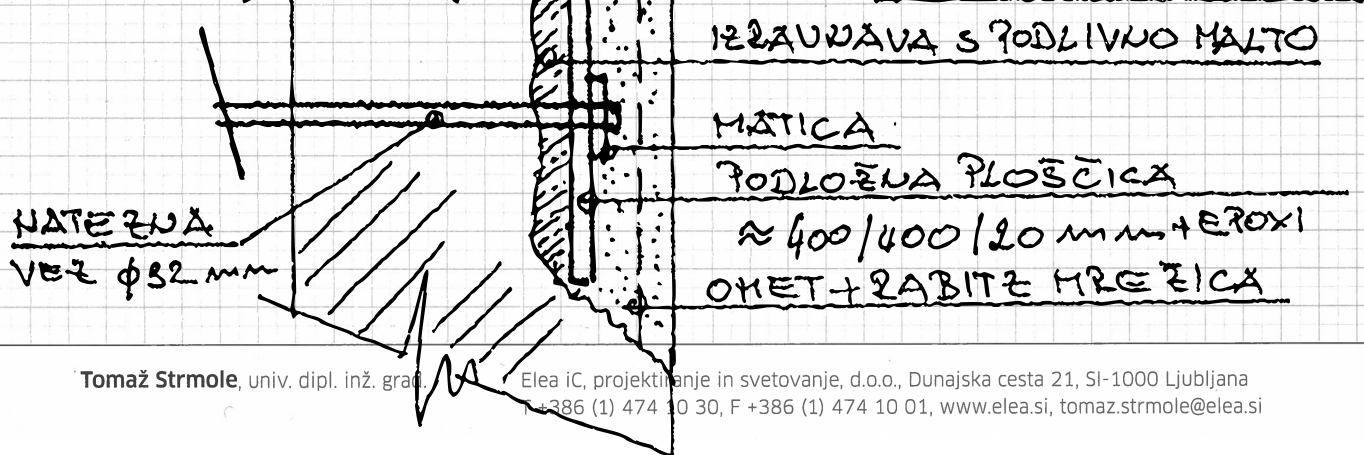 IZRAVNAVA S PODLIVNO MALTO
MATICA
PODLOŽNA PLOŠČICA
≈ 400/400/20 mm + EPOXI
OMET + RABITZ MREŽICA
NATEZNA
VEZ ϕ32 mm
Tomaž Strmole, univ. dipl. inž. grad.
Elea iC, projektiranje in svetovanje, d.o.o., Dunajska cesta 21, SI-1000 Ljubljana
T +386 (1) 474 10 30, F +386 (1) 474 10 01, www.elea.si, tomaz.strmole@elea.si